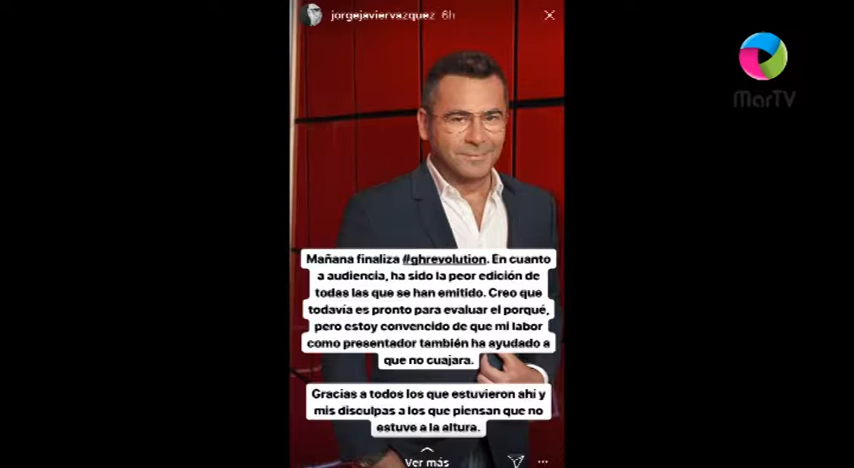 jorgejaviervazquez 6h
MarTV
Mañana finaliza #ghrevolution. En cuanto
a audiencia, ha sido la peor edición de
todas las que se han emitido. Creo que
todavía es pronto para evaluar el porqué,
pero estoy convencido de que mi labor
como presentador también ha ayudado a
que no cuajara.
Gracias a todos los que estuvieron ahí y
mis disculpas a los que piensan que no
estuve a la altura.
Ver más